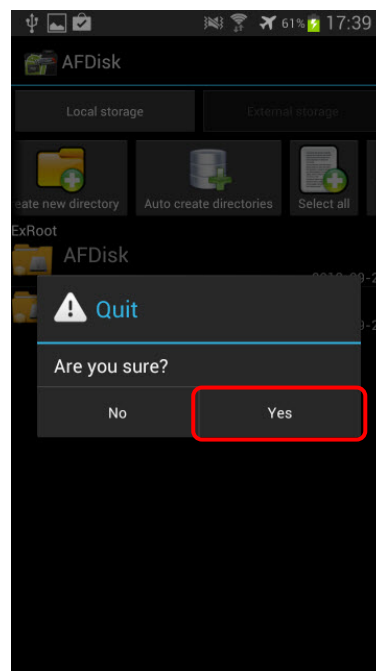 61% 17:39
AFDisk
Local storage External storage
eate new directory Auto create directories Select all
ExRoot
AFDisk
Quit
Are you sure?
No Yes